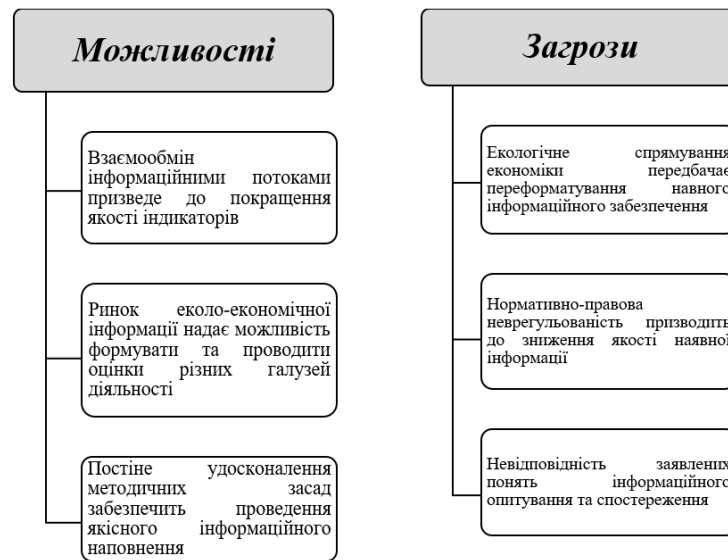 Можливості
Взаємообмін
інформаційними потоками
призведе до покращення
якості індикаторів
Ринок еколо-економічної
інформації надає можливість
формувати та проводити
оцінки різних галузей
діяльності
Постіне удосконалення
методичних засад
забезпечить проведення
якісного інформаційного
наповнення
Загрози
Екологічне спрямування
економіки передбачає
переформатування навного
інформаційного забезпечення
Нормативно-правова
неврегульованість призводить
до зниження якості наявної
інформації
Невідповідність заявлених
понять інформаційного
опитування та спостереження